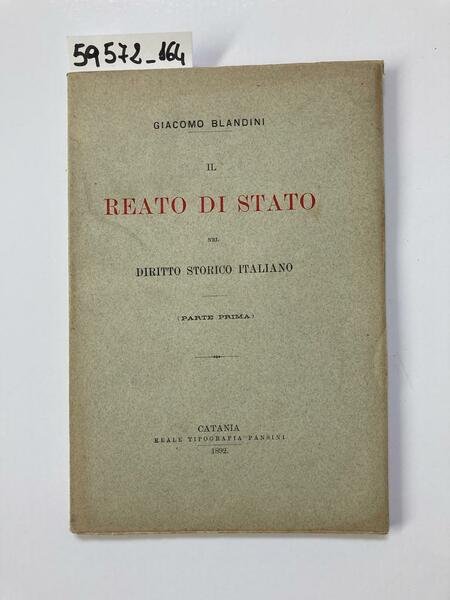 59572_164
GIACOMO BLANDINI
IL
REATO DI STATO
NEL
DIRITTO STORICO ITALIANO
(PARTE PRIMA)
CATANIA
REALE TIPOGRAFIA PANSINI
1892.